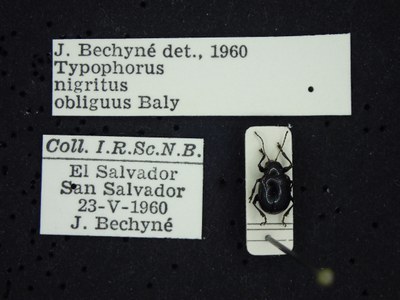 J. Bechyné det., 1960
Typophorus
nigritus
obliguus Baly
Coll. I.R.Sc.N.B.
El Salvador
San Salvador
23-V-1960
J. Bechyné